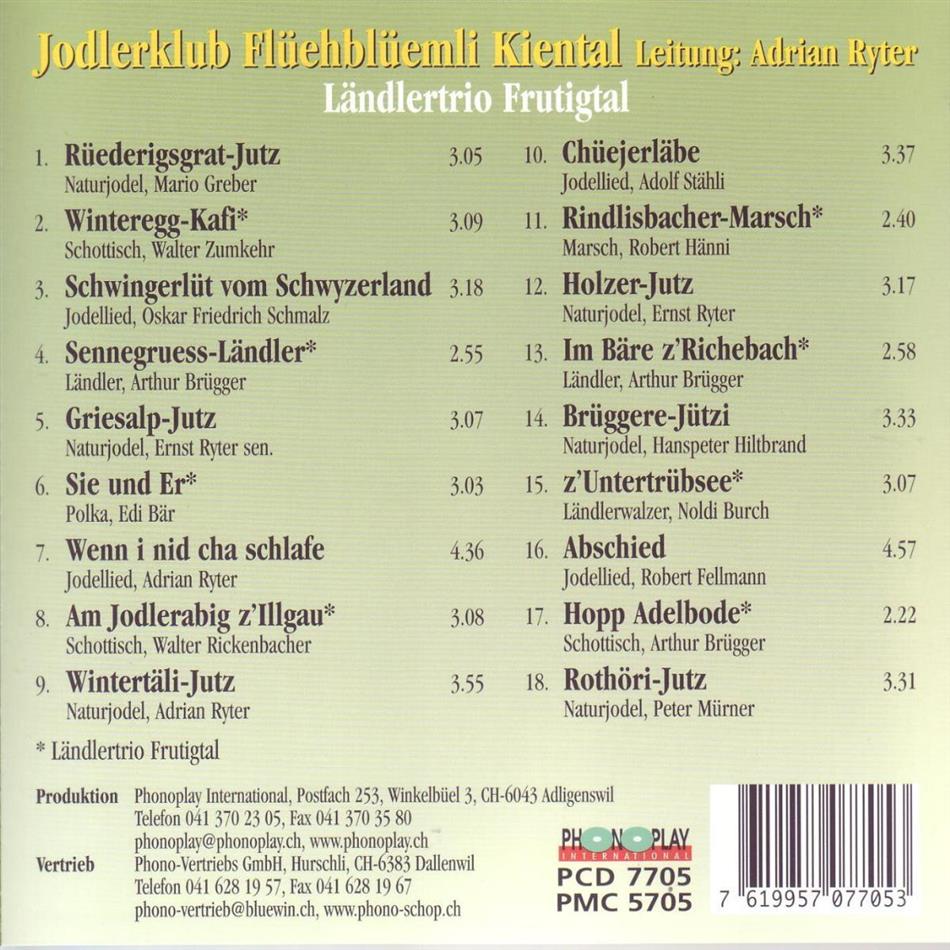 Jodlerklub Flüehblüemli Kiental Leitung: Adrian Ryter
Ländlertrio Frutigtal
1. Rüederigsgrat-Jutz 3.05
Naturjodel, Mario Greber
2. Winteregg-Kafi* 3.09
Schottisch, Walter Zumkehr
3. Schwingerlüt vom Schwyzerland 3.18
Jodellied, Oskar Friedrich Schmalz
4. Sennegruess-Ländler* 2.55
Ländler, Arthur Brügger
5. Griesalp-Jutz 3.07
Naturjodel, Ernst Ryter sen.
6. Sie und Er* 3.03
Polka, Edi Bär
7. Wenn i nid cha schlafe 4.36
Jodellied, Adrian Ryter
8. Am Jodlerabig z'Illgau* 3.08
Schottisch, Walter Rickenbacher
9. Wintertäli-Jutz 3.55
Naturjodel, Adrian Ryter
10. Chüejerläbe 3.37
Jodellied, Adolf Stähli
11. Rindlisbacher-Marsch* 2.40
Marsch, Robert Hänni
12. Holzer-Jutz 3.17
Naturjodel, Ernst Ryter
13. Im Bäre z'Richebach* 2.58
Ländler, Arthur Brügger
14. Brüggere-Jützi 3.33
Naturjodel, Hanspeter Hiltbrand
15. z'Untertrübsee* 3.07
Ländlerwalzer, Noldi Burch
16. Abschied 4.57
Jodellied, Robert Fellmann
17. Hopp Adelbode* 2.22
Schottisch, Arthur Brügger
18. Rothöri-Jutz 3.31
Naturjodel, Peter Mürner
* Ländlertrio Frutigtal
Produktion Phonoplay International, Postfach 253, Winkelbüel 3, CH-6043 Adligenswil
Telefon 041 370 23 05, Fax 041 370 35 80
phonoplay@phonoplay.ch, www.phonoplay.ch
Vertrieb Phono-Vertriebs GmbH, Hurschli, CH-6383 Dallenwil
Telefon 041 628 19 57, Fax 041 628 19 67
phono-vertrieb@bluewin.ch, www.phono-schop.ch
PHONOPLAY
INTERNATIONAL
PCD 7705
PMC 5705
7 619957 077053